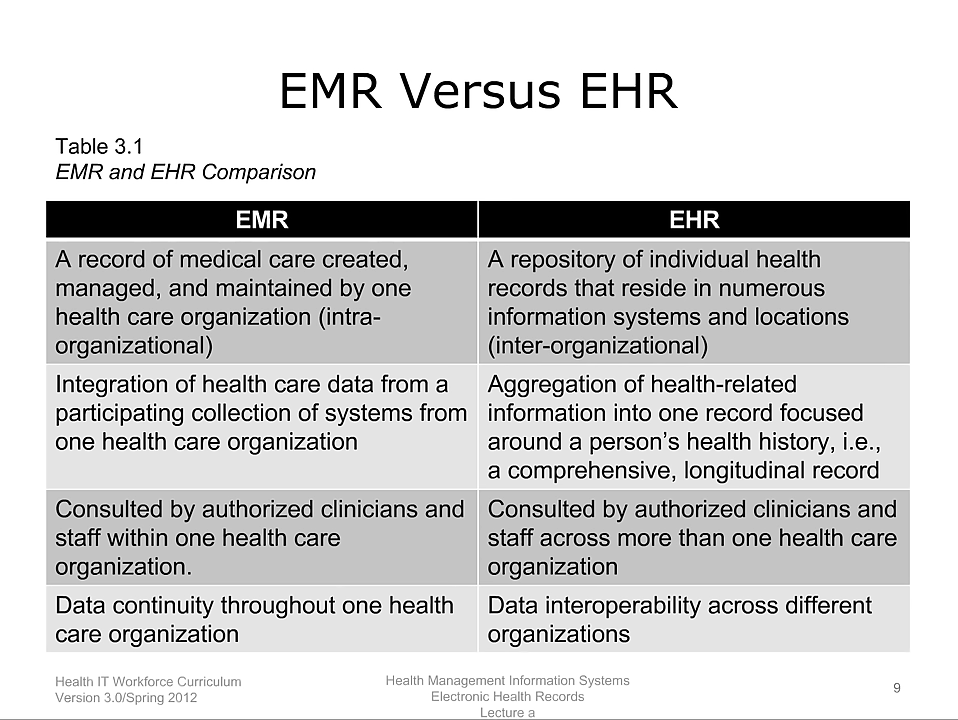 EMR Versus EHR
Table 3.1
EMR and EHR Comparison
EMR
EHR
A record of medical care created,
managed, and maintained by one
health care organization (intra-
organizational)
A repository of individual health
records that reside in numerous
information systems and locations
(inter-organizational)
Integration of health care data from a
participating collection of systems from
one health care organization
Aggregation of health-related
information into one record focused
around a person’s health history, i.e.,
a comprehensive, longitudinal record
Consulted by authorized clinicians and
staff within one health care
organization.
Consulted by authorized clinicians and
staff across more than one health care
organization
Data continuity throughout one health
care organization
Data interoperability across different
organizations
Health IT Workforce Curriculum
Version 3.0/Spring 2012
Health Management Information Systems
Electronic Health Records
Lecture a
9